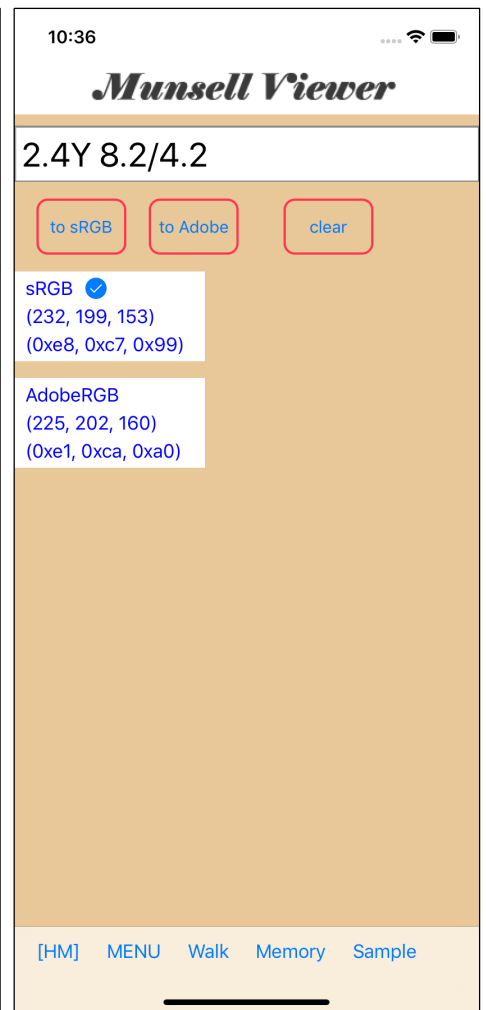 10:36
Munsell Viewer
2.4Y 8.2/4.2
to sRGB to Adobe clear
sRGB
(232, 199, 153)
(0xe8, 0xc7, 0x99)
AdobeRGB
(225, 202, 160)
(0xe1, 0xca, 0xa0)
[HM] MENU Walk Memory Sample